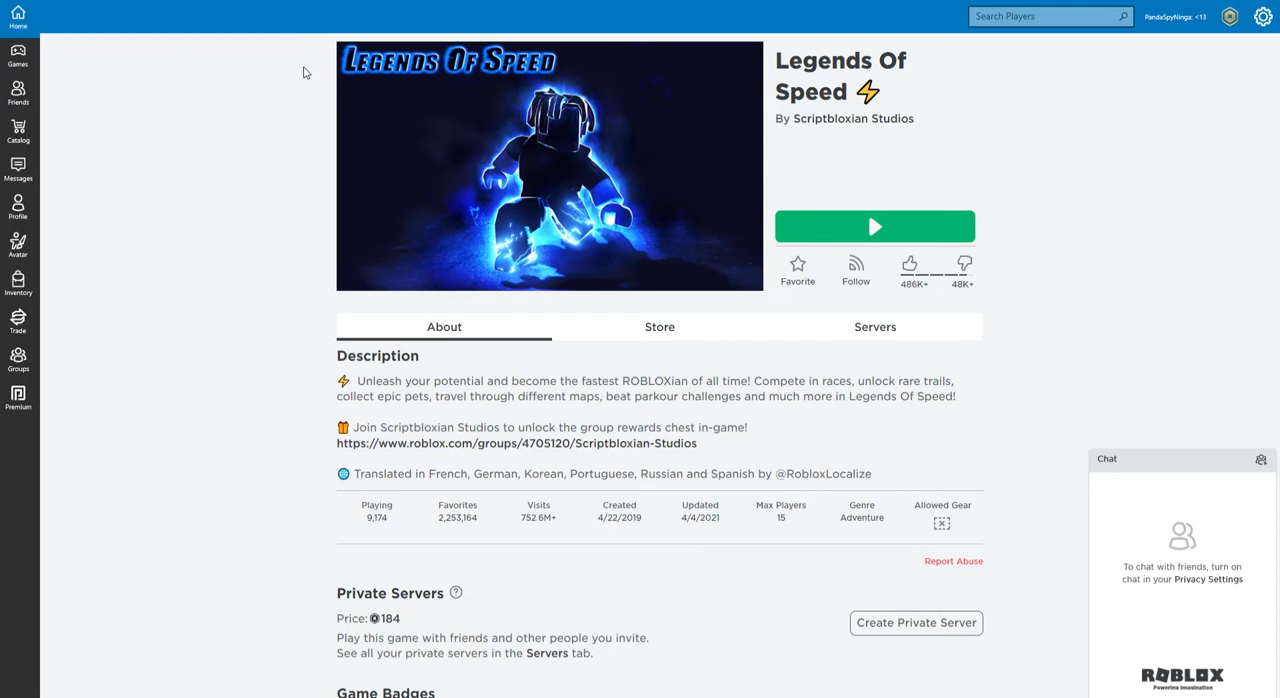 Home
Search Players
PandaSpyNinga: <13
Games
Friends
Catalog
Messages
Profile
Avatar
Inventory
Trade
Groups
Premium
LEGENDS OF SPEED
Legends Of
Speed ⚡
By Scriptbloxian Studios
Favorite
Follow
486K+
48K+
About
Store
Servers
Description
⚡ Unleash your potential and become the fastest ROBLOXian of all time! Compete in races, unlock rare trails,
collect epic pets, travel through different maps, beat parkour challenges and much more in Legends Of Speed!
🎁 Join Scriptbloxian Studios to unlock the group rewards chest in-game!
https://www.roblox.com/groups/4705120/Scriptbloxian-Studios
🌐 Translated in French, German, Korean, Portuguese, Russian and Spanish by @RobloxLocalize
Playing Favorites Visits Created Updated Max Players Genre Allowed Gear
9,174 2,253,164 752.6M+ 4/22/2019 4/4/2021 15 Adventure
Report Abuse
Private Servers
Price: 184
Create Private Server
Play this game with friends and other people you invite.
See all your private servers in the Servers tab.
Game Badges
Chat
To chat with friends, turn on
chat in your Privacy Settings
ROBLOX
Powering Imagination